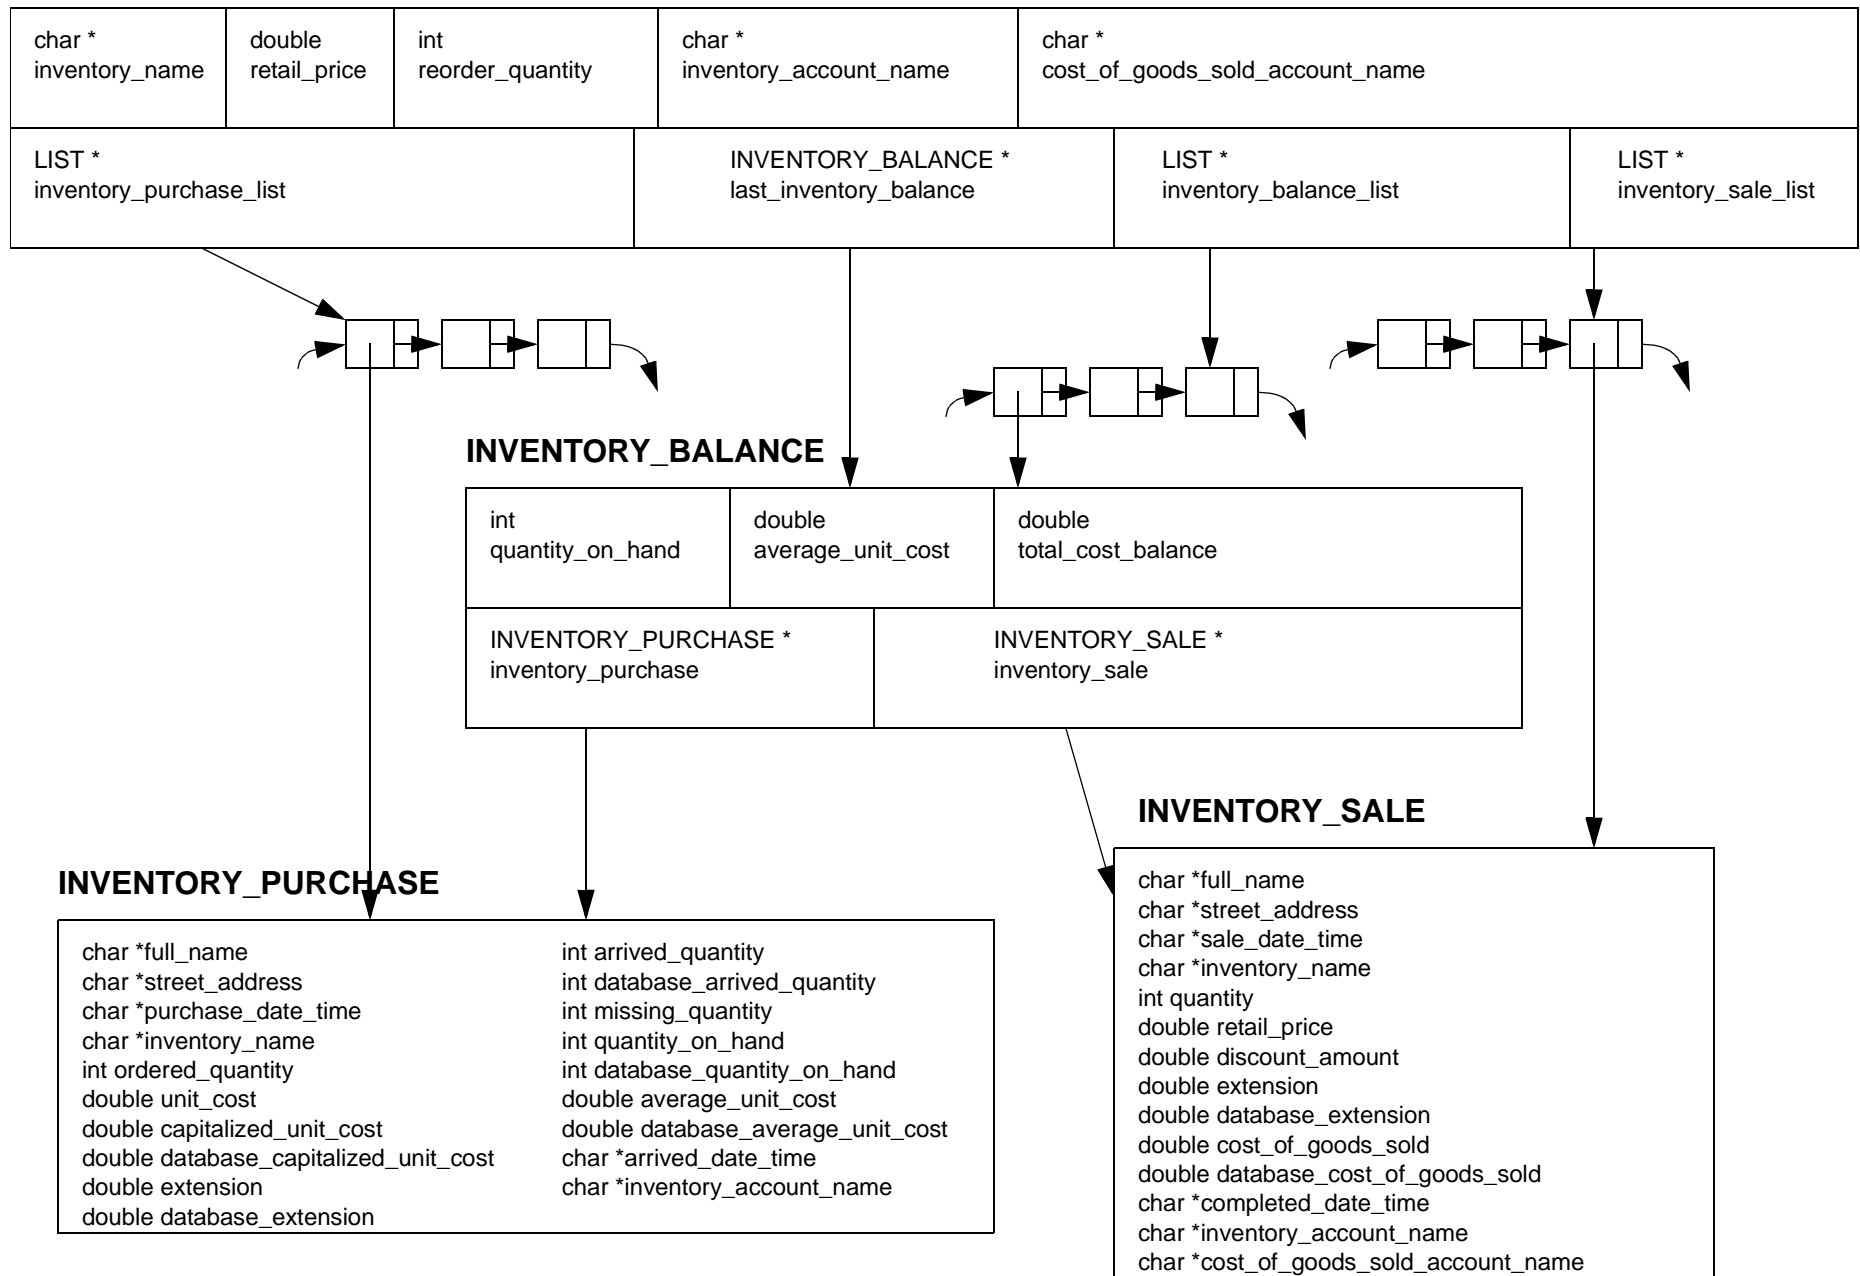 char *
inventory_name
double
retail_price
int
reorder_quantity
char *
inventory_account_name
char *
cost_of_goods_sold_account_name
LIST *
inventory_purchase_list
INVENTORY_BALANCE *
last_inventory_balance
LIST *
inventory_balance_list
LIST *
inventory_sale_list
INVENTORY_BALANCE
int
quantity_on_hand
double
average_unit_cost
double
total_cost_balance
INVENTORY_PURCHASE *
inventory_purchase
INVENTORY_SALE *
inventory_sale
INVENTORY_PURCHASE
char *full_name
char *street_address
char *purchase_date_time
char *inventory_name
int ordered_quantity
double unit_cost
double capitalized_unit_cost
double database_capitalized_unit_cost
double extension
double database_extension
int arrived_quantity
int database_arrived_quantity
int missing_quantity
int quantity_on_hand
int database_quantity_on_hand
double average_unit_cost
double database_average_unit_cost
char *arrived_date_time
char *inventory_account_name
INVENTORY_SALE
char *full_name
char *street_address
char *sale_date_time
char *inventory_name
int quantity
double retail_price
double discount_amount
double extension
double database_extension
double cost_of_goods_sold
double database_cost_of_goods_sold
char *completed_date_time
char *inventory_account_name
char *cost_of_goods_sold_account_name